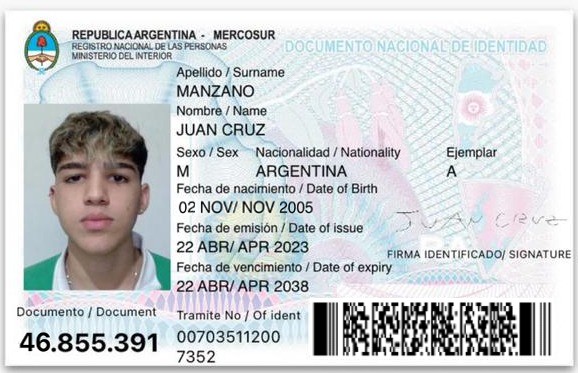 REPUBLICA ARGENTINA - MERCOSUR
REGISTRO NACIONAL DE LAS PERSONAS
MINISTERIO DEL INTERIOR
DOCUMENTO NACIONAL DE IDENTIDAD
Apellido / Surname
MANZANO
Nombre / Name
JUAN CRUZ
Sexo / Sex Nacionalidad / Nationality Ejemplar
M ARGENTINA A
Fecha de nacimiento / Date of Birth
02 NOV/ NOV 2005
Fecha de emisión / Date of issue
22 ABR/ APR 2023
JUAN CRUZ
FIRMA IDENTIFICADO/ SIGNATURE
Fecha de vencimiento / Date of expiry
22 ABR/ APR 2038
Documento / Document
46.855.391
Tramite No / Of ident
00703511200
7352